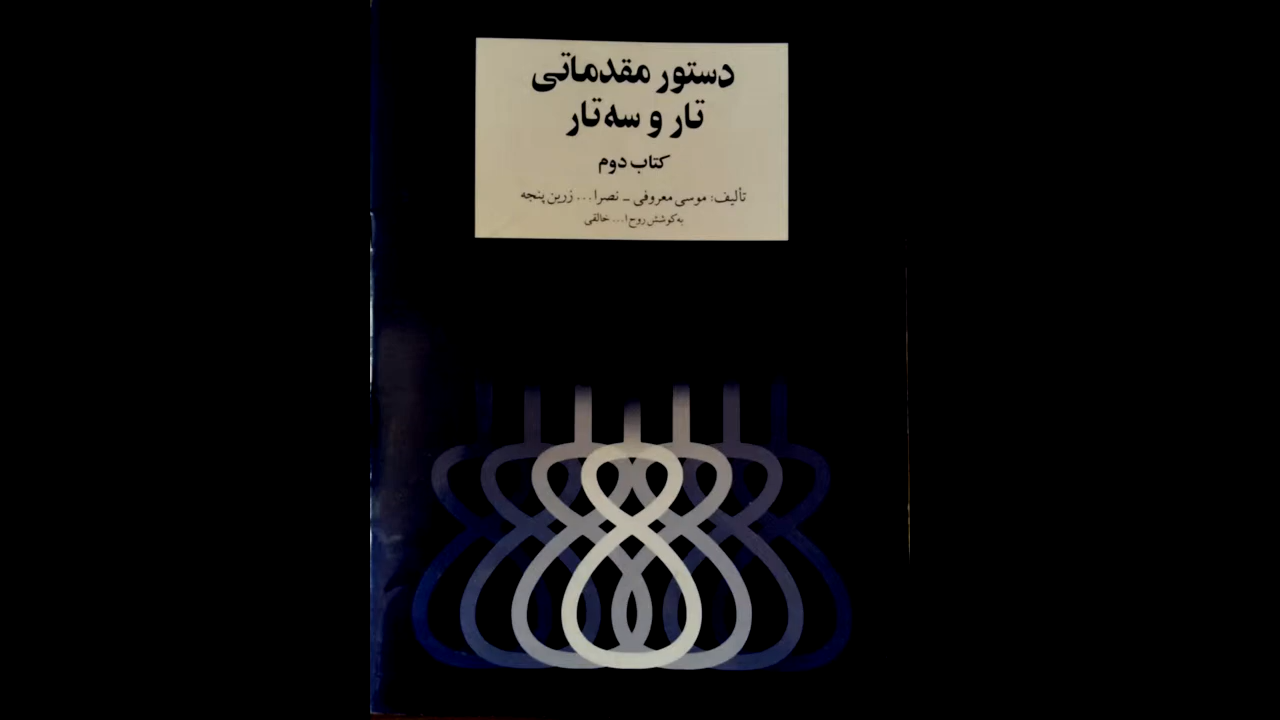 دستور مقدماتی
تار و سه‌تار
کتاب دوم
تألیف: موسی معروفی ـ نصرا... زرین پنجه
به‌کوشش روح‌ا... خالقی